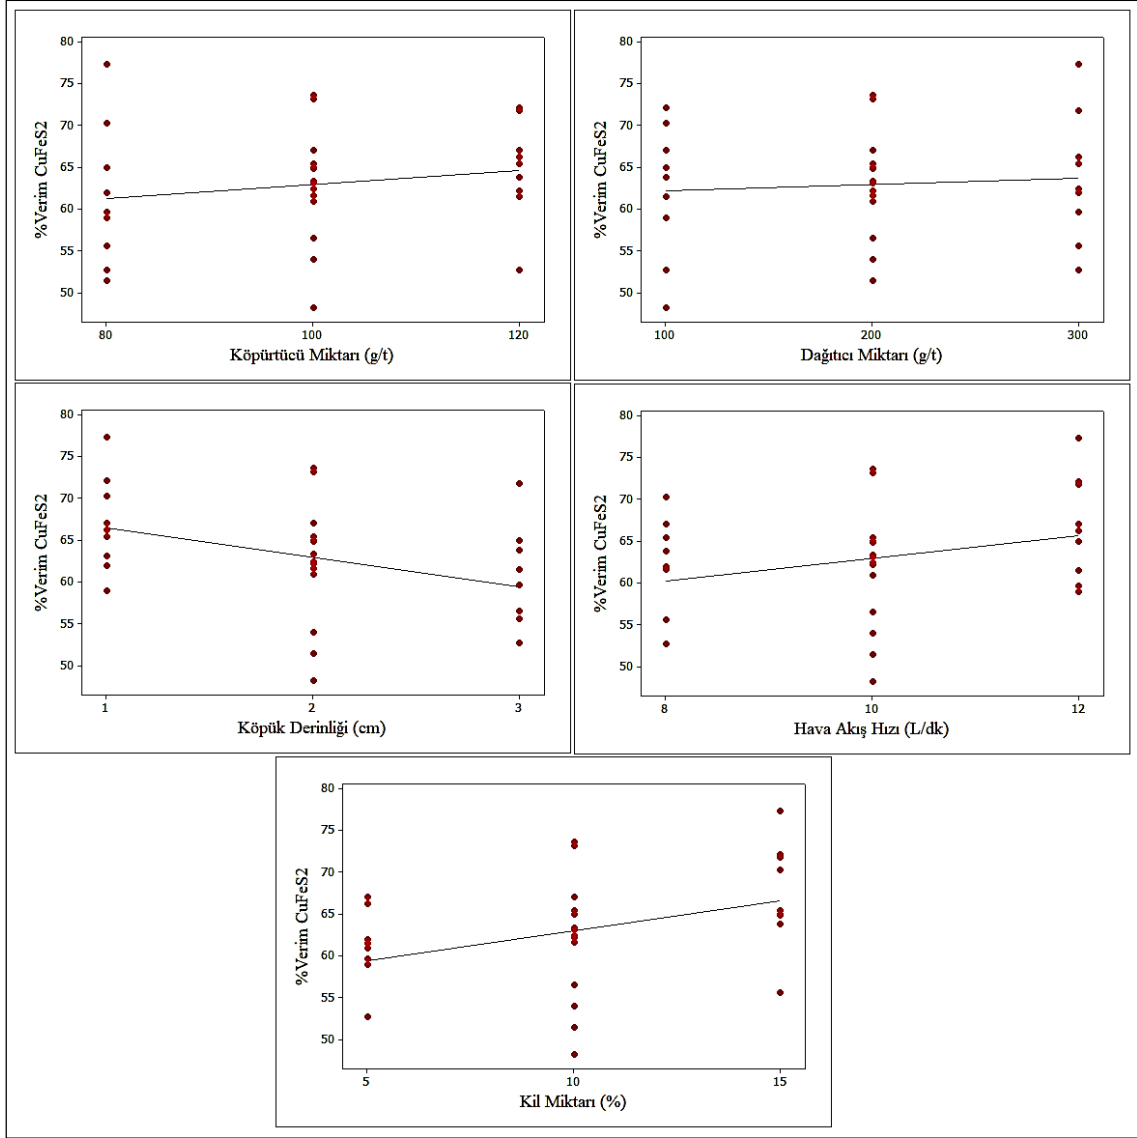 80
75
70
65
60
55
50
%Verim CuFeS2
80 100 120
Köpürtücü Miktarı (g/t)
80
75
70
65
60
55
50
%Verim CuFeS2
100 200 300
Dağıtıcı Miktarı (g/t)
80
75
70
65
60
55
50
%Verim CuFeS2
1 2 3
Köpük Derinliği (cm)
80
75
70
65
60
55
50
%Verim CuFeS2
8 10 12
Hava Akış Hızı (L/dk)
80
75
70
65
60
55
50
%Verim CuFeS2
5 10 15
Kil Miktarı (%)